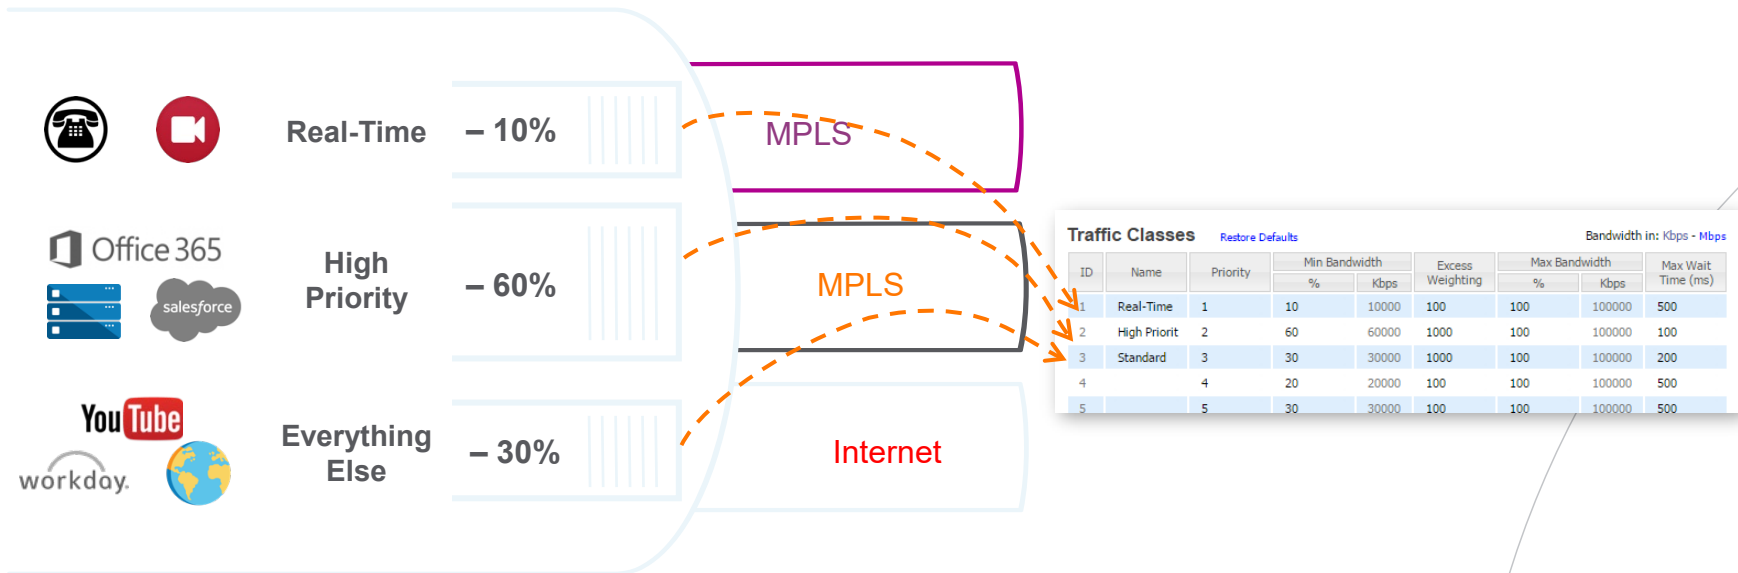 Real-Time
– 10%
MPLS
Office 365
salesforce
High
Priority
– 60%
MPLS
YouTube
workday.
Everything
Else
– 30%
Internet
Traffic Classes
Restore Defaults
Bandwidth in: Kbps - Mbps
ID Name Priority Min Bandwidth Excess Weighting Max Bandwidth Max Wait Time (ms)
% Kbps % Kbps
1 Real-Time 1 10 10000 100 100 100000 500
2 High Priorit 2 60 60000 1000 100 100000 100
3 Standard 3 30 30000 1000 100 100000 200
4 4 20 20000 100 100 100000 500
5 5 30 30000 100 100 100000 500